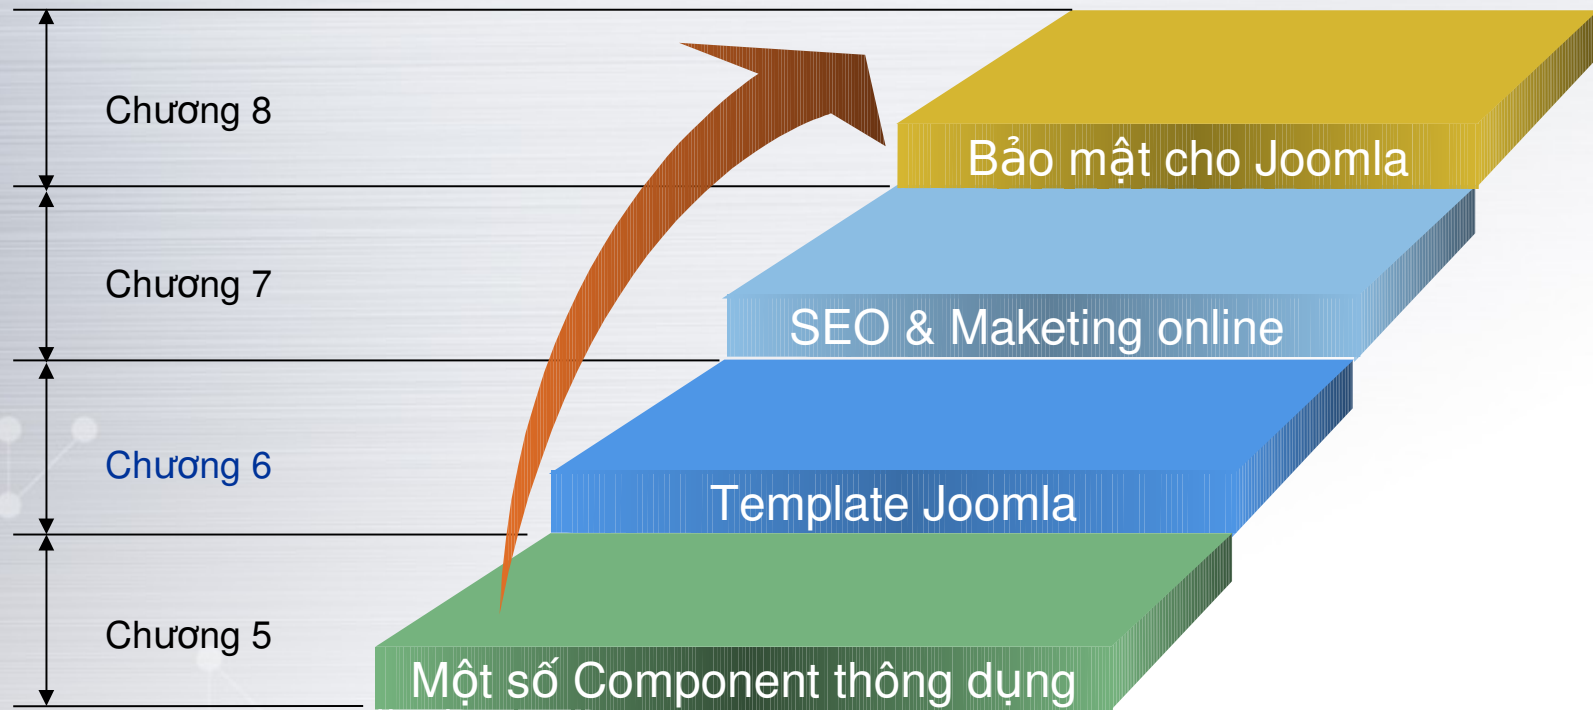 Chương 8
Bảo mật cho Joomla
Chương 7
SEO & Maketing online
Chương 6
Template Joomla
Chương 5
Một số Component thông dụng